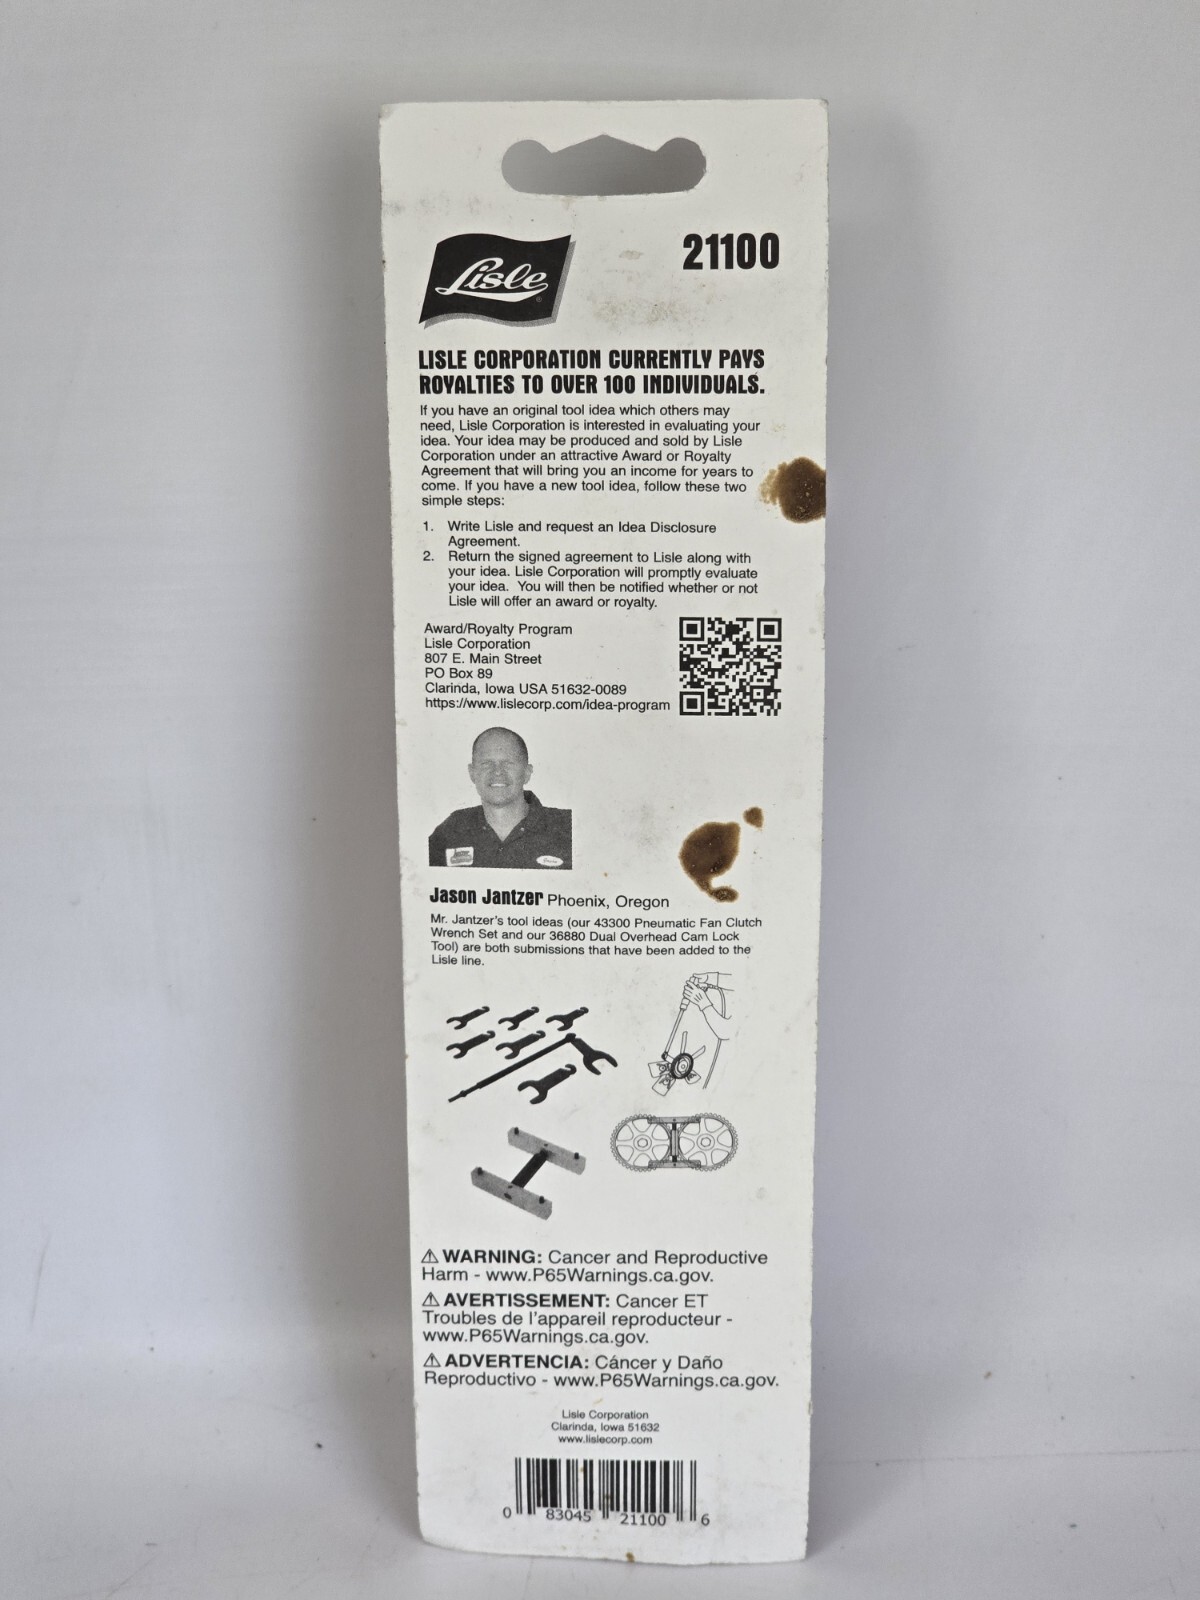 Lisle
21100
LISLE CORPORATION CURRENTLY PAYS
ROYALTIES TO OVER 100 INDIVIDUALS.
If you have an original tool idea which others may
need, Lisle Corporation is interested in evaluating your
idea. Your idea may be produced and sold by Lisle
Corporation under an attractive Award or Royalty
Agreement that will bring you an income for years to
come. If you have a new tool idea, follow these two
simple steps:
1. Write Lisle and request an Idea Disclosure
Agreement.
2. Return the signed agreement to Lisle along with
your idea. Lisle Corporation will promptly evaluate
your idea. You will then be notified whether or not
Lisle will offer an award or royalty.
Award/Royalty Program
Lisle Corporation
807 E. Main Street
PO Box 89
Clarinda, Iowa USA 51632-0089
https://www.lislecorp.com/idea-program
Jason Jantzer Phoenix, Oregon
Mr. Jantzer's tool ideas (our 43300 Pneumatic Fan Clutch
Wrench Set and our 36880 Dual Overhead Cam Lock
Tool) are both submissions that have been added to the
Lisle line.
⚠ WARNING: Cancer and Reproductive
Harm - www.P65Warnings.ca.gov.
⚠ AVERTISSEMENT: Cancer ET
Troubles de l'appareil reproducteur -
www.P65Warnings.ca.gov.
⚠ ADVERTENCIA: Cáncer y Daño
Reproductivo - www.P65Warnings.ca.gov.
Lisle Corporation
Clarinda, Iowa 51632
www.lislecorp.com
0 83045 21100 6